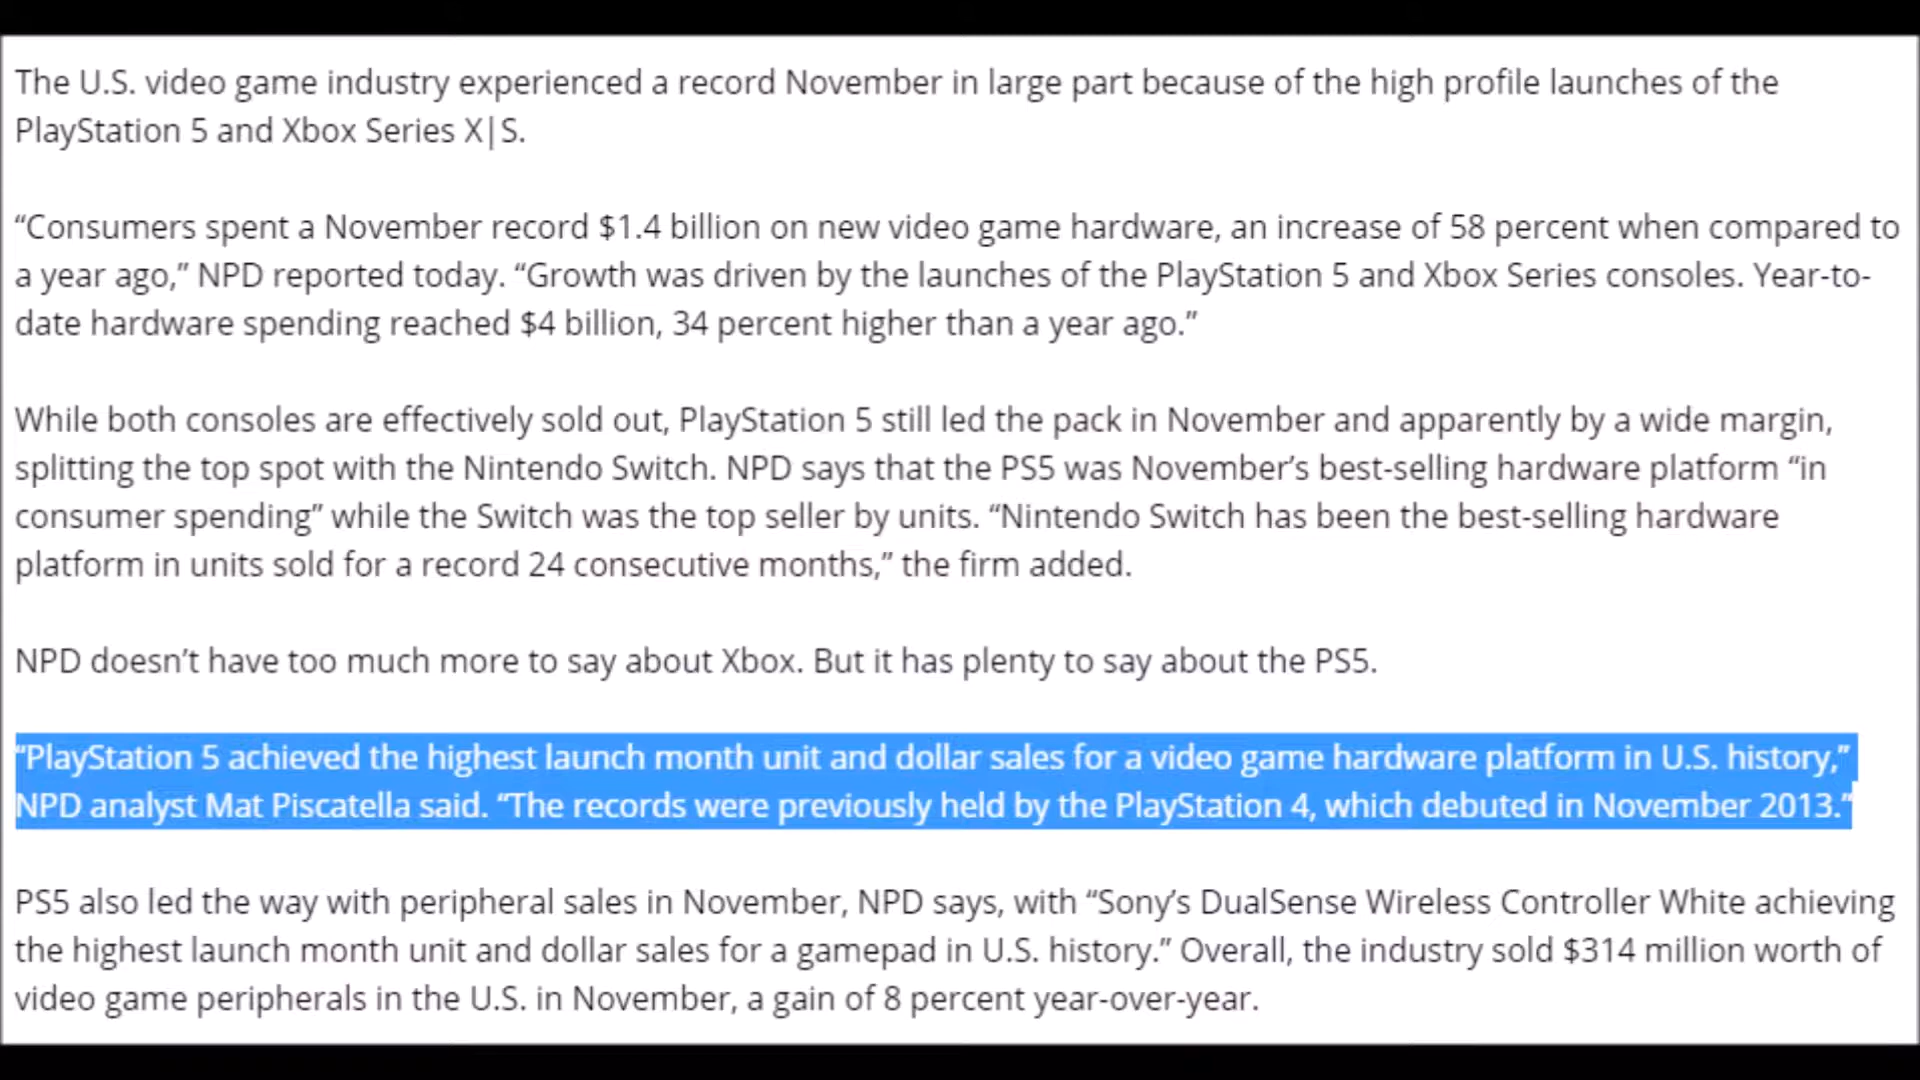 The U.S. video game industry experienced a record November in large part because of the high profile launches of the
PlayStation 5 and Xbox Series X|S.
“Consumers spent a November record $1.4 billion on new video game hardware, an increase of 58 percent when compared to
a year ago,” NPD reported today. “Growth was driven by the launches of the PlayStation 5 and Xbox Series consoles. Year-to-
date hardware spending reached $4 billion, 34 percent higher than a year ago.”
While both consoles are effectively sold out, PlayStation 5 still led the pack in November and apparently by a wide margin,
splitting the top spot with the Nintendo Switch. NPD says that the PS5 was November’s best-selling hardware platform “in
consumer spending” while the Switch was the top seller by units. “Nintendo Switch has been the best-selling hardware
platform in units sold for a record 24 consecutive months,” the firm added.
NPD doesn’t have too much more to say about Xbox. But it has plenty to say about the PS5.
“PlayStation 5 achieved the highest launch month unit and dollar sales for a video game hardware platform in U.S. history,”
NPD analyst Mat Piscatella said. “The records were previously held by the PlayStation 4, which debuted in November 2013.”
PS5 also led the way with peripheral sales in November, NPD says, with “Sony’s DualSense Wireless Controller White achieving
the highest launch month unit and dollar sales for a gamepad in U.S. history.” Overall, the industry sold $314 million worth of
video game peripherals in the U.S. in November, a gain of 8 percent year-over-year.